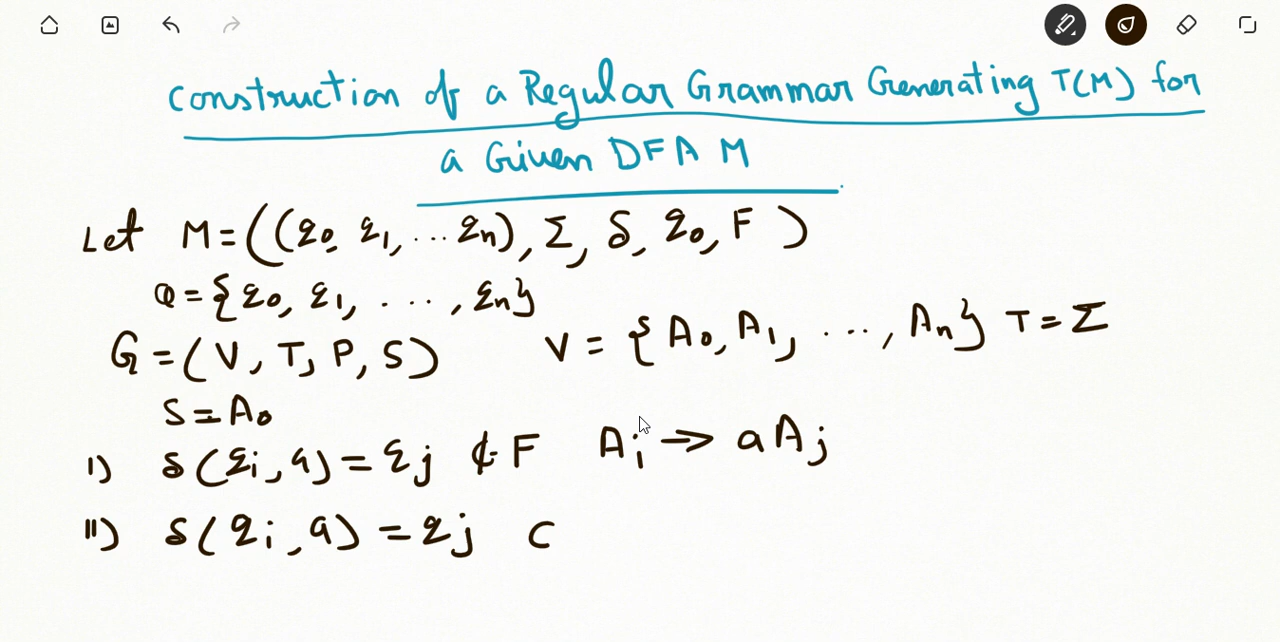 Construction of a Regular Grammar Generating T(M) for
a Given DFA M
Let M=((q0, q1, ... qn), Σ, δ, q0, F )
Q={q0, q1, ...., qn}
G=(V, T, P, S) V = {A0, A1, ..., An} T=Σ
S=A0
i) δ(qi, a)=qj ∉ F Ai → aAj
ii) δ(qi, a) = qj C